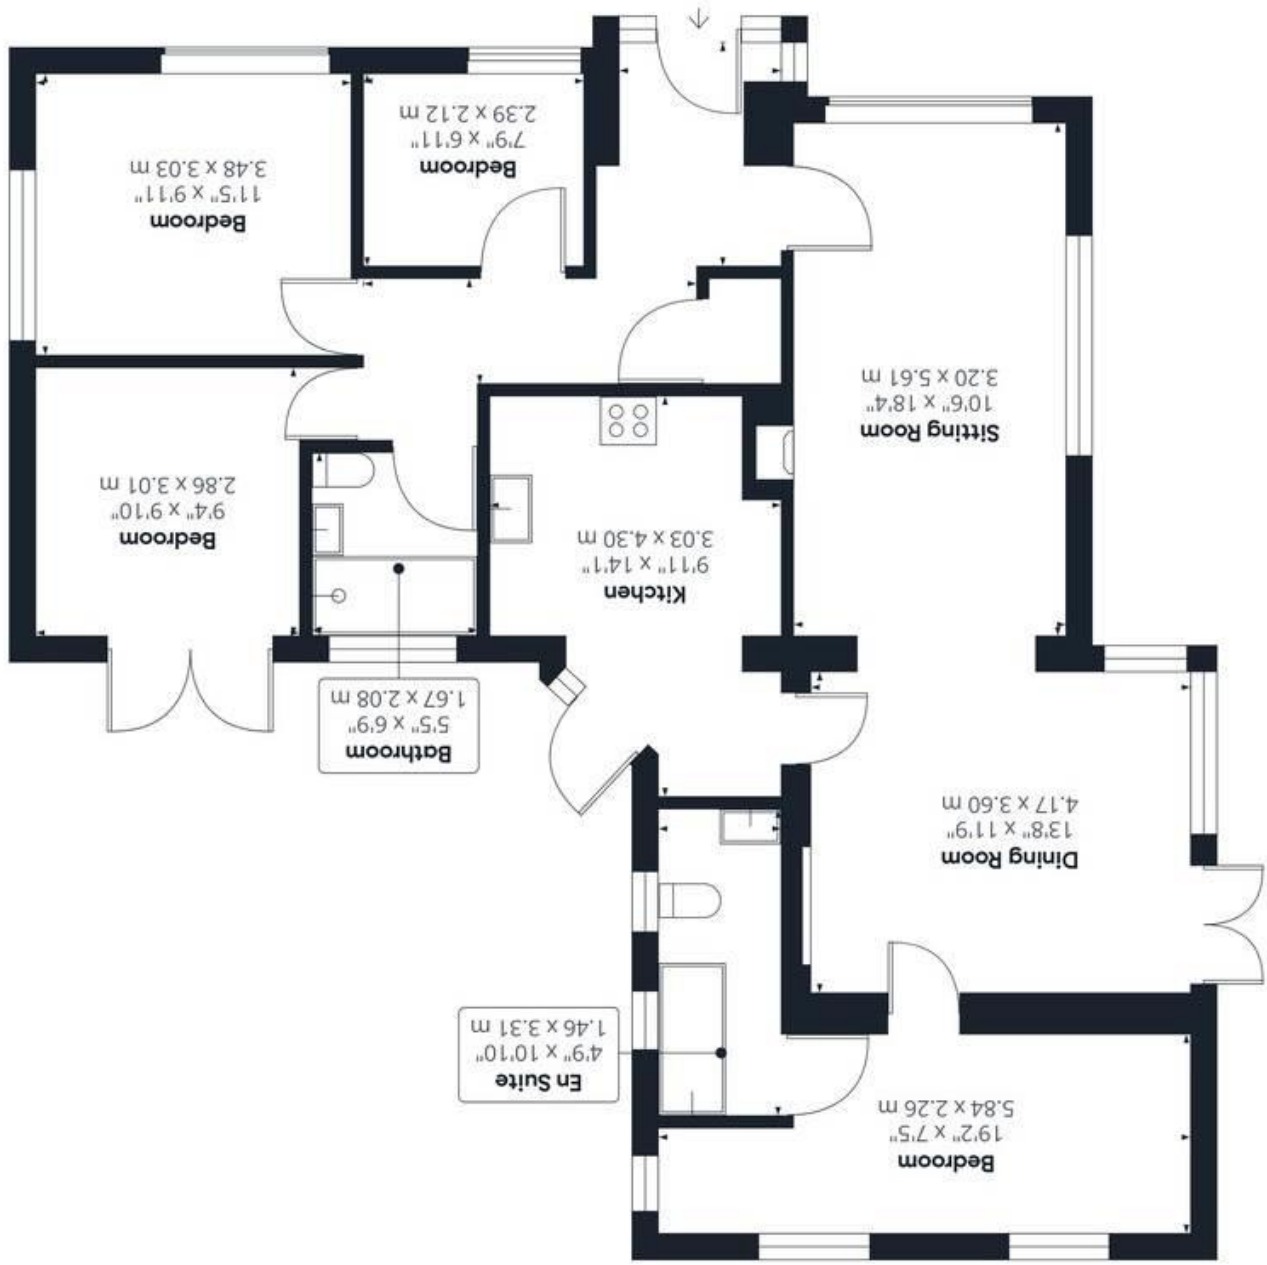 Bedroom
19'2" x 7'5"
5.84 x 2.26 m
En Suite
4'9" x 10'10"
1.46 x 3.31 m
Dining Room
13'8" x 11'9"
4.17 x 3.60 m
Bathroom
5'5" x 6'9"
1.67 x 2.08 m
Kitchen
9'11" x 14'1"
3.03 x 4.30 m
Bedroom
9'4" x 9'10"
2.86 x 3.01 m
Sitting Room
10'6" x 18'4"
3.20 x 5.61 m
Bedroom
11'5" x 9'11"
3.48 x 3.03 m
Bedroom
7'9" x 6'11"
2.39 x 2.12 m